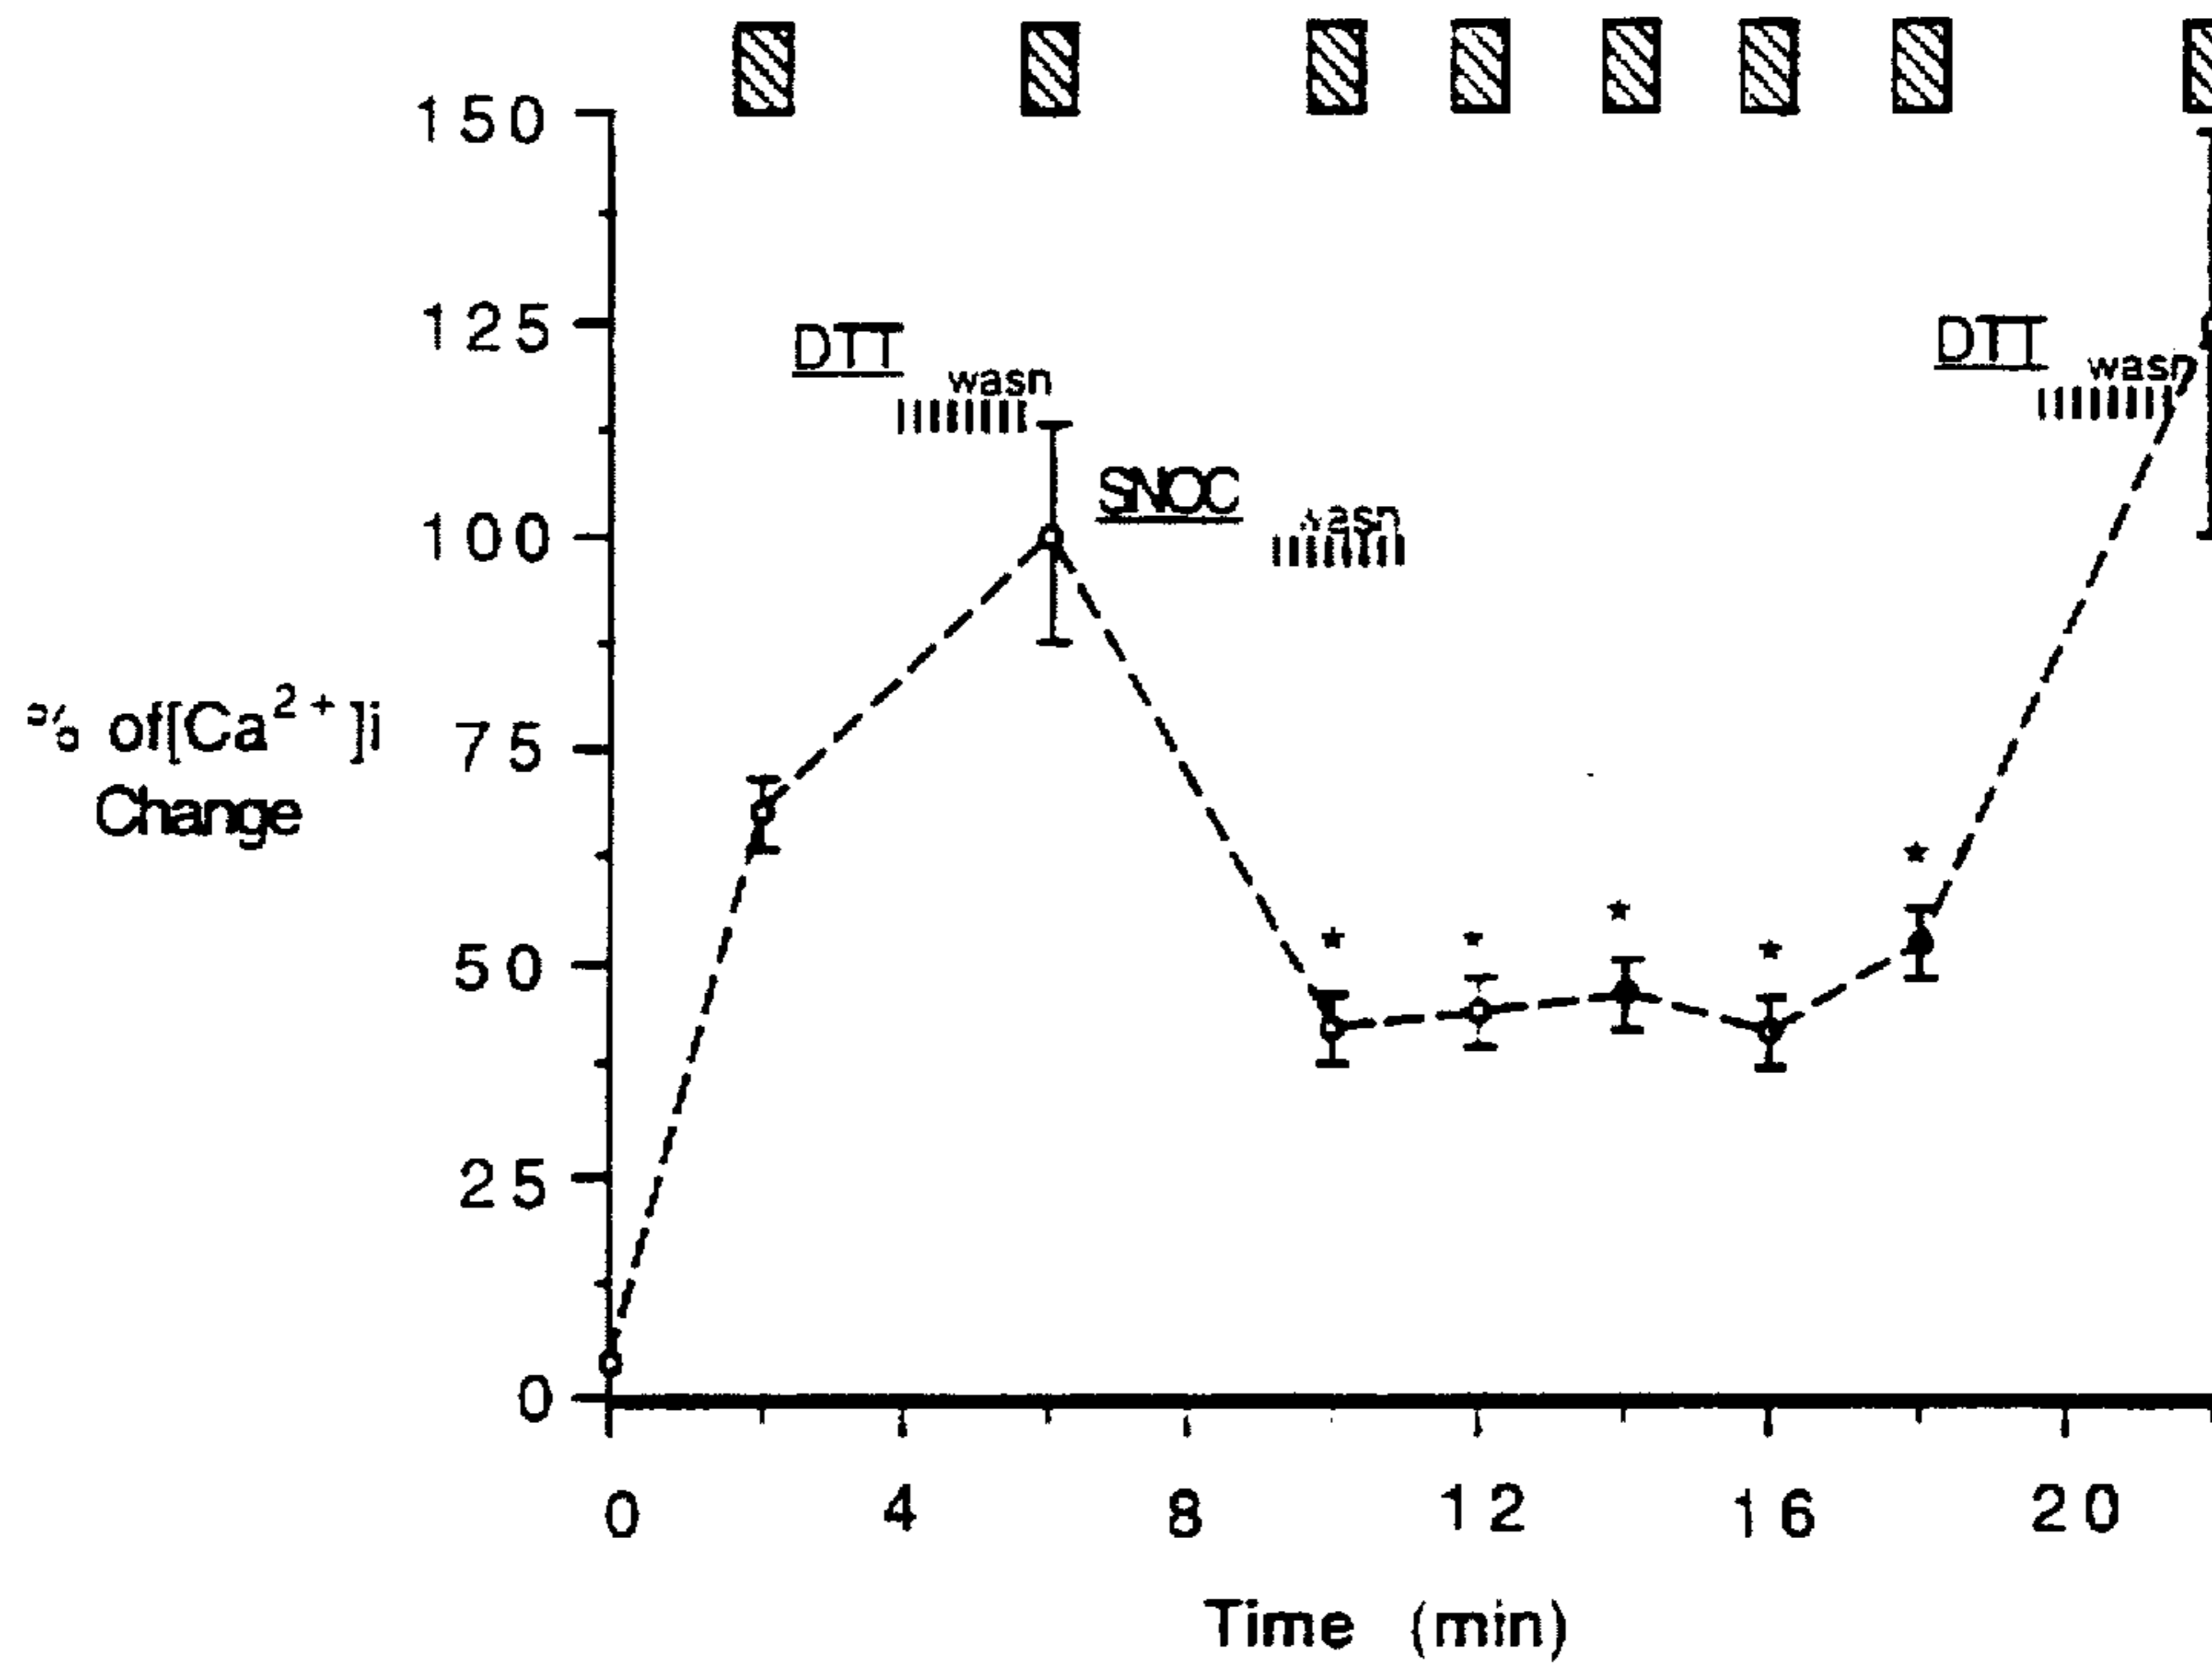 150
125
DTT
wasn
DTT
wasn
SNOC
100
% of[Ca2+]i
Change
75
* * * * *
50
25
0
0 4 8 12 16 20
Time (min)